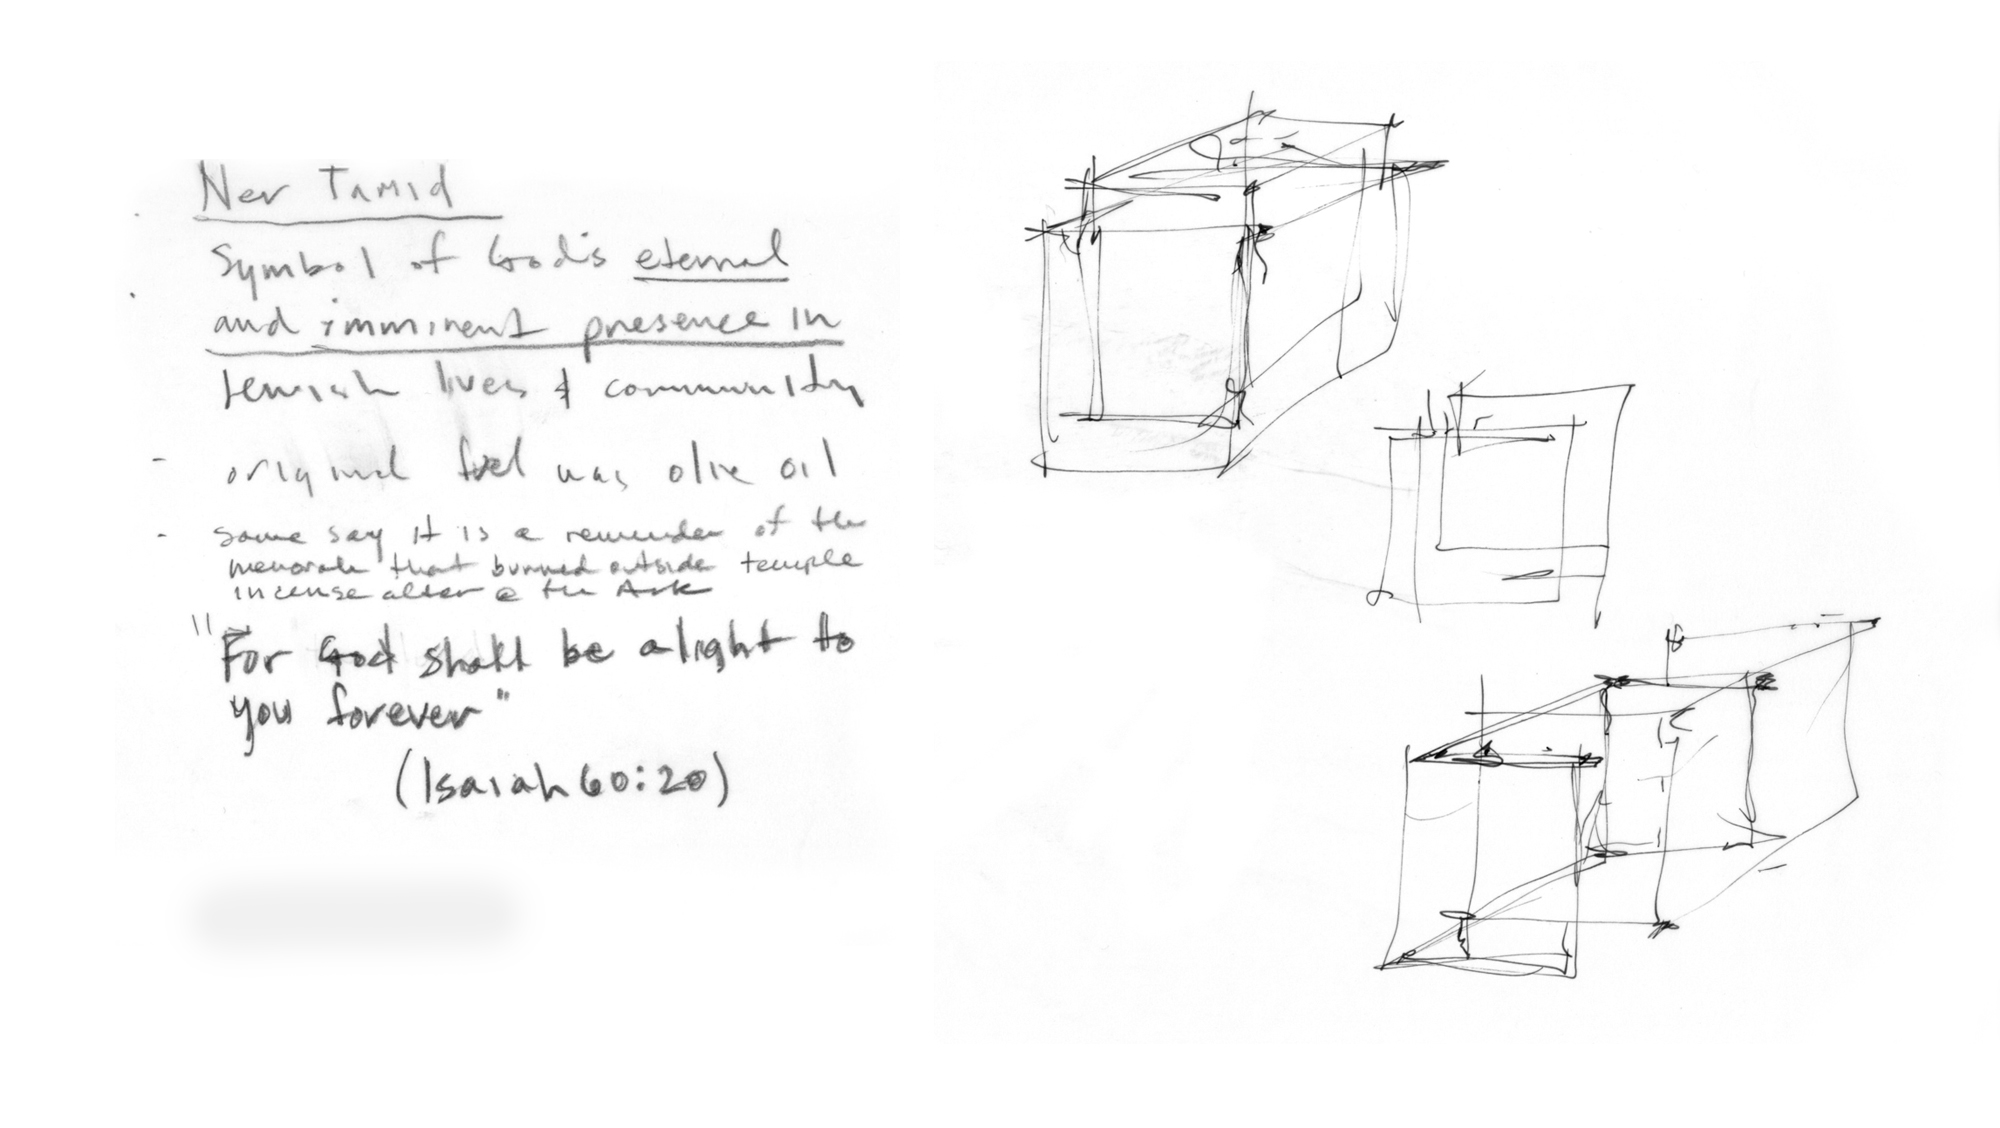 Ner Tamid
Symbol of God's eternal
and imminent presence in
Jewish lives & community
- original fuel was olive oil
- some say it is a reminder of the
menorah that burned outside temple
incense alter @ the Ark
"For God shall be a light to
you forever"
(Isaiah 60:20)